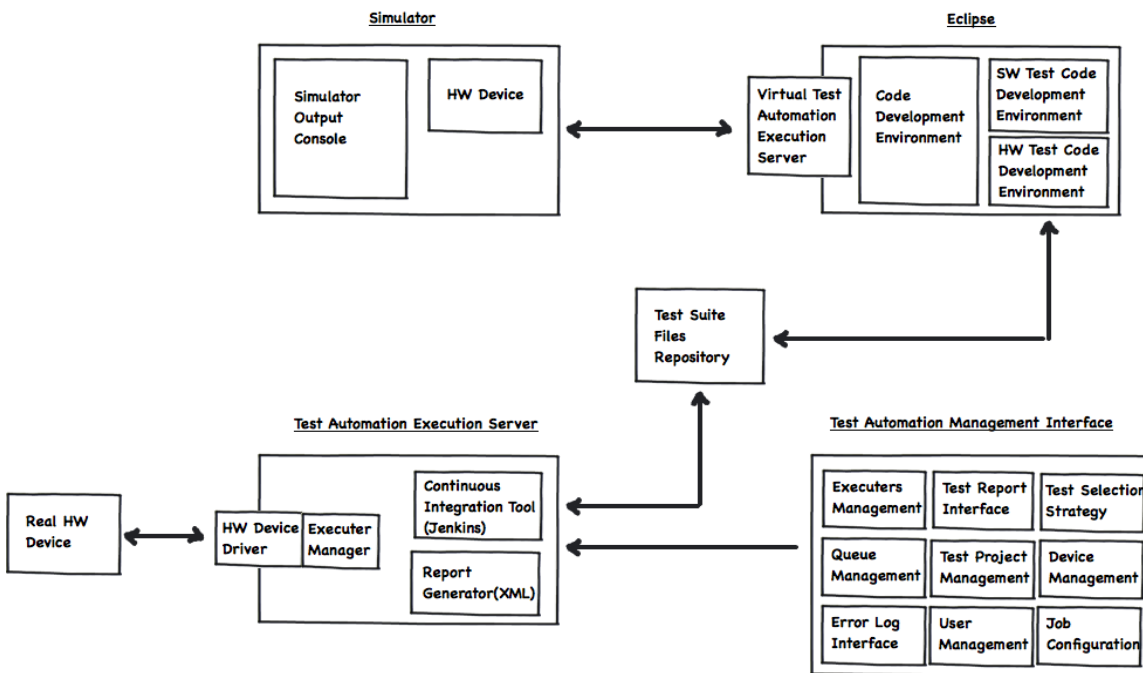 Simulator
Simulator
Output
Console
HW Device
Eclipse
Virtual Test
Automation
Execution
Server
Code
Development
Environment
SW Test Code
Development
Environment
HW Test Code
Development
Environment
Test Suite
Files
Repository
Test Automation Execution Server
Real HW
Device
HW Device
Driver
Executer
Manager
Continuous
Integration Tool
(Jenkins)
Report
Generator(XML)
Test Automation Management Interface
Executers
Management
Test Report
Interface
Test Selection
Strategy
Queue
Management
Test Project
Management
Device
Management
Error Log
Interface
User
Management
Job
Configuration